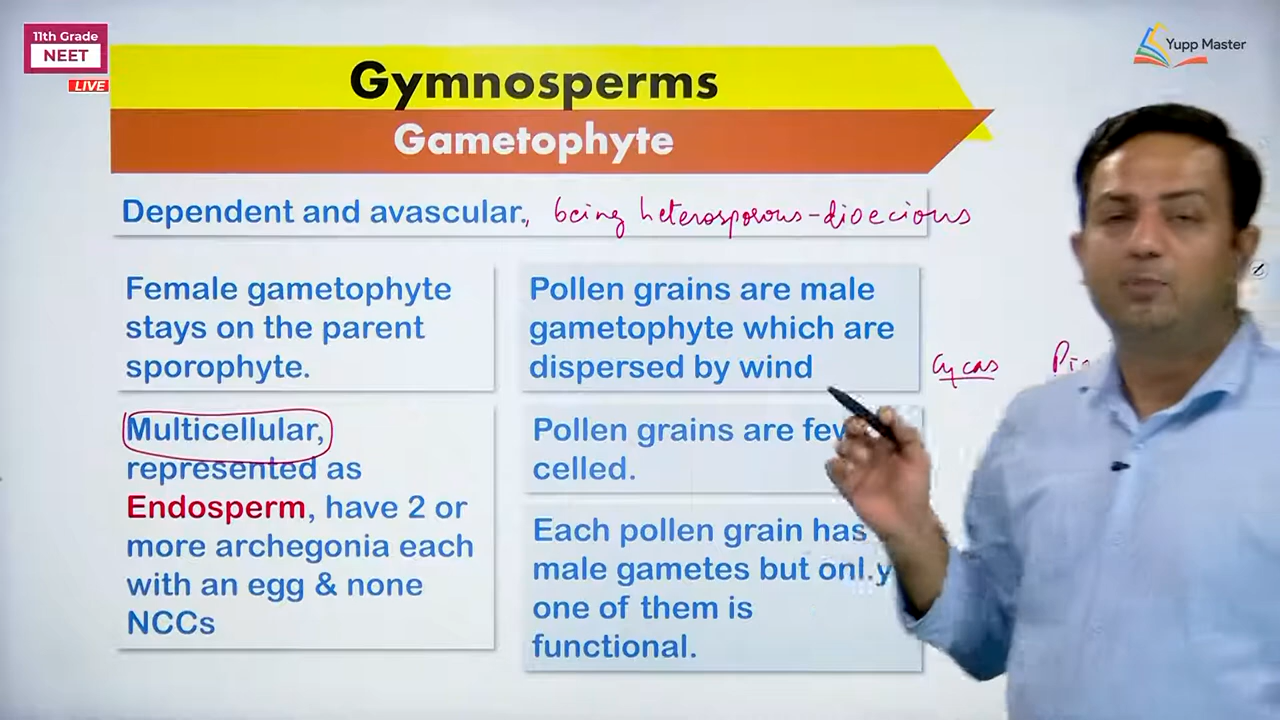 11th Grade
NEET
LIVE
Yupp Master
Gymnosperms
Gametophyte
Dependent and avascular., being heterosporous-dioecious
Female gametophyte
stays on the parent
sporophyte.
Pollen grains are male
gametophyte which are
dispersed by wind
Cycas
Multicellular,
represented as
Endosperm, have 2 or
more archegonia each
with an egg & none
NCCs
Pollen grains are few
celled.
Each pollen grain has
male gametes but only
one of them is
functional.